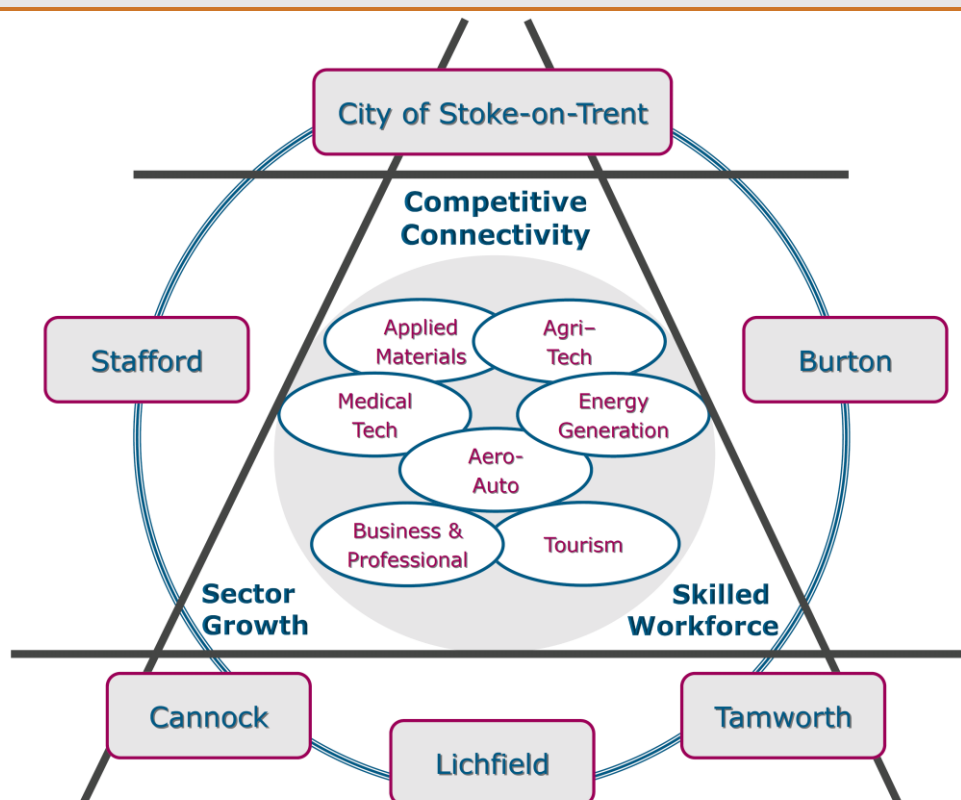 City of Stoke-on-Trent
Competitive
Connectivity
Applied
Materials
Agri–
Tech
Stafford
Burton
Medical
Tech
Energy
Generation
Aero-
Auto
Business &
Professional
Tourism
Sector
Growth
Skilled
Workforce
Cannock
Tamworth
Lichfield